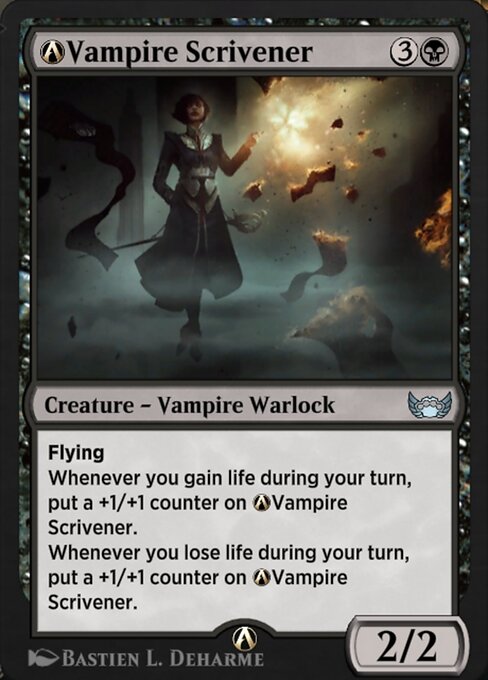 Vampire Scrivener 3
Creature – Vampire Warlock
Flying
Whenever you gain life during your turn,
put a +1/+1 counter on Vampire
Scrivener.
Whenever you lose life during your turn,
put a +1/+1 counter on Vampire
Scrivener.
2/2
Bastien L. Deharme